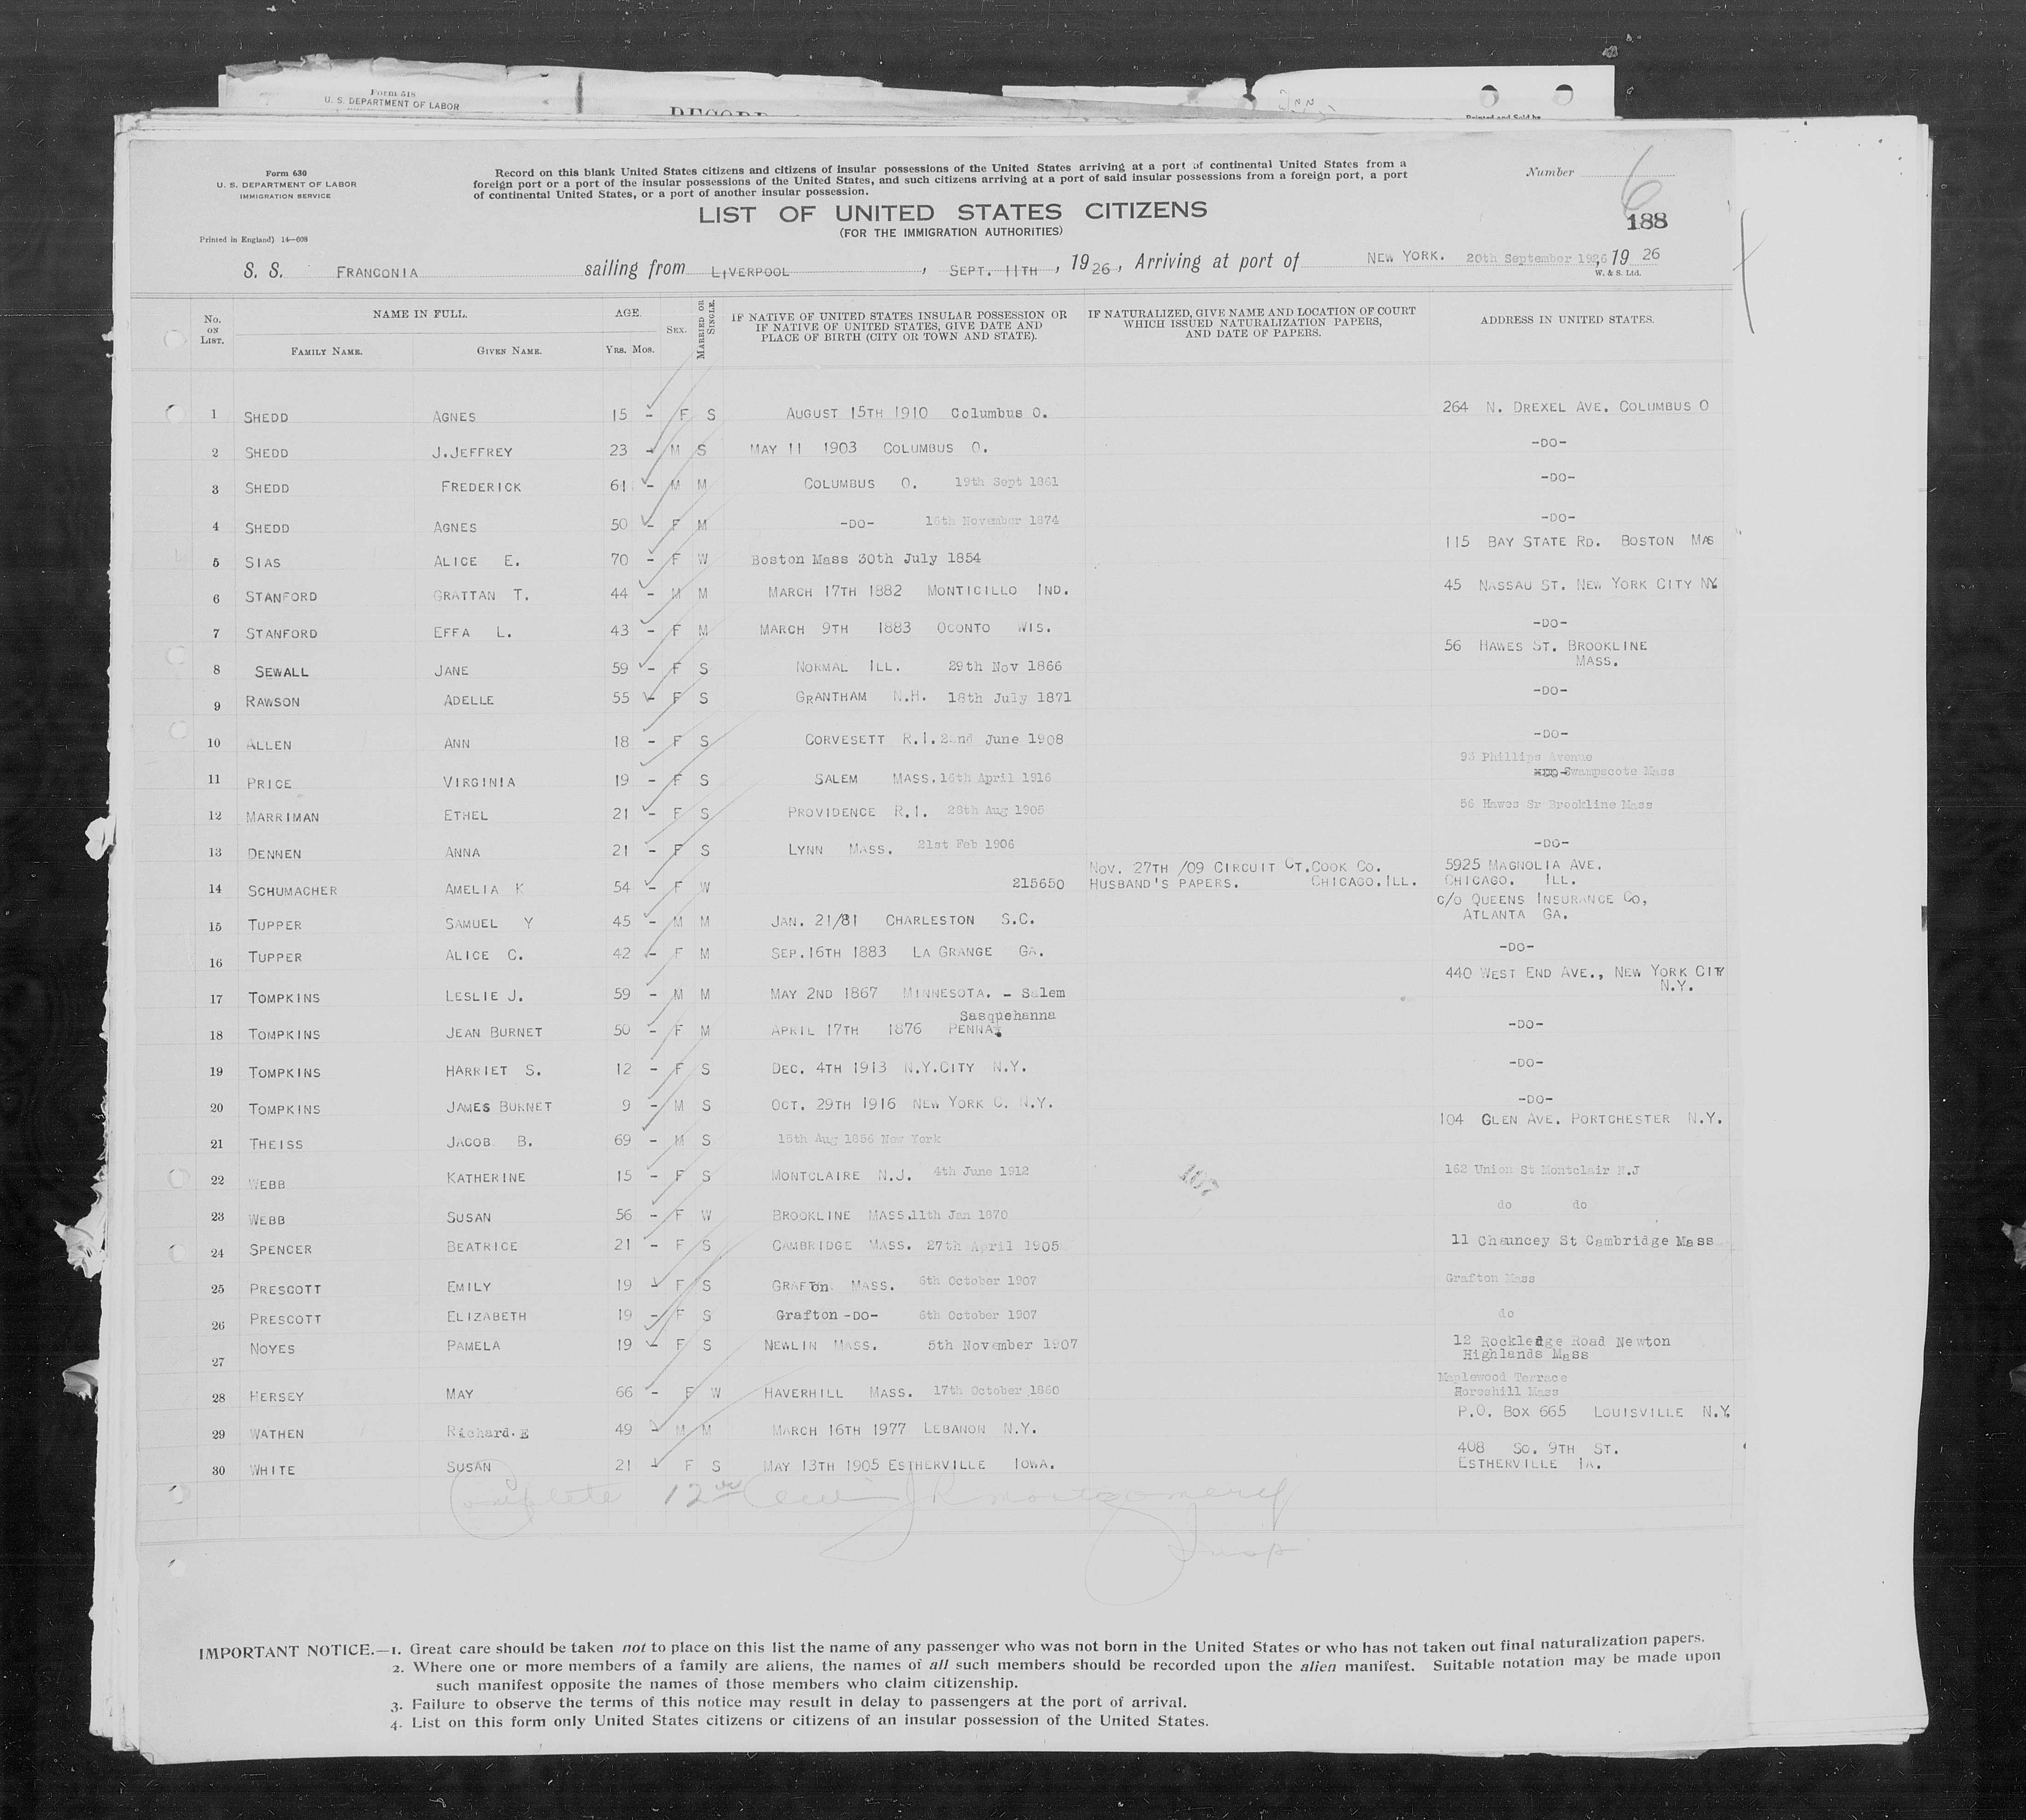 Form 518
U. S. DEPARTMENT OF LABOR
RECORD
Printed and Sold by
Form 630
U. S. DEPARTMENT OF LABOR
IMMIGRATION SERVICE
Printed in England) 14—608
Record on this blank United States citizens and citizens of insular possessions of the United States arriving at a port of continental United States from a
foreign port or a port of the insular possessions of the United States, and such citizens arriving at a port of said insular possessions from a foreign port, a port
of continental United States, or a port of another insular possession.
LIST OF UNITED STATES CITIZENS
(FOR THE IMMIGRATION AUTHORITIES)
Number 6
188
S. S. FRANCONIA sailing from LIVERPOOL, SEPT. 11TH, 1926, Arriving at port of NEW YORK. 20th September 1926, 19 26
W. & S. Ltd.
No. ON LIST. NAME IN FULL. FAMILY NAME. GIVEN NAME. AGE. YRS. MOS. SEX. MARRIED OR SINGLE. IF NATIVE OF UNITED STATES INSULAR POSSESSION OR IF NATIVE OF UNITED STATES, GIVE DATE AND PLACE OF BIRTH (CITY OR TOWN AND STATE). IF NATURALIZED, GIVE NAME AND LOCATION OF COURT WHICH ISSUED NATURALIZATION PAPERS, AND DATE OF PAPERS. ADDRESS IN UNITED STATES.
1 SHEDD AGNES 15 - F S AUGUST 15TH 1910 Columbus O. 264 N. DREXEL AVE. COLUMBUS O
2 SHEDD J.JEFFREY 23 - M S MAY 11 1903 COLUMBUS O. -DO-
3 SHEDD FREDERICK 61 - M M COLUMBUS O. 19th Sept 1861 -DO-
4 SHEDD AGNES 50 - F M -DO- 16th November 1874 -DO-
5 SIAS ALICE E. 70 - F W Boston Mass 30th July 1854 115 BAY STATE RD. BOSTON MAS
6 STANFORD GRATTAN T. 44 - M M MARCH 17TH 1882 MONTICILLO IND. 45 NASSAU ST. NEW YORK CITY NY.
7 STANFORD EFFA L. 43 - F M MARCH 9TH 1883 OCONTO WIS. -DO-
8 SEWALL JANE 59 - F S NORMAL ILL. 29th Nov 1866 56 HAWES ST. BROOKLINE MASS.
9 RAWSON ADELLE 55 - F S GRANTHAM N.H. 18th July 1871 -DO-
10 ALLEN ANN 18 - F S CORVESETT R.I. 22nd June 1908 -DO-
11 PRICE VIRGINIA 19 - F S SALEM MASS. 16th April 1916 93 Phillips Avenue Swampscote Mass
12 MARRIMAN ETHEL 21 - F S PROVIDENCE R.I. 28th Aug 1905 56 Hawes Sr Brookline Mass
13 DENNEN ANNA 21 - F S LYNN MASS. 21st Feb 1906 -DO-
14 SCHUMACHER AMELIA K 54 - F W 215650 NOV. 27TH /09 CIRCUIT CT. COOK CO. HUSBAND'S PAPERS. CHICAGO.ILL. 5925 MAGNOLIA AVE. CHICAGO. ILL.
15 TUPPER SAMUEL Y 45 - M M JAN. 21/81 CHARLESTON S.C. C/O QUEENS INSURANCE CO, ATLANTA GA.
16 TUPPER ALICE C. 42 - F M SEP.16TH 1883 LA GRANGE GA. -DO-
17 TOMPKINS LESLIE J. 59 - M M MAY 2ND 1867 MINNESOTA. - Salem 440 WEST END AVE., NEW YORK CITY N.Y.
18 TOMPKINS JEAN BURNET 50 - F M APRIL 17TH 1876 Sasquehanna PENNA. -DO-
19 TOMPKINS HARRIET S. 12 - F S DEC. 4TH 1913 N.Y.CITY N.Y. -DO-
20 TOMPKINS JAMES BURNET 9 - M S OCT. 29TH 1916 NEW YORK C. N.Y. -DO-
21 THEISS JACOB B. 69 - M S 15th Aug 1856 New York 104 GLEN AVE. PORTCHESTER N.Y.
22 WEBB KATHERINE 15 - F S MONTCLAIRE N.J. 4th June 1912 107 162 Union St Montclair N.J
23 WEBB SUSAN 56 - F W BROOKLINE MASS. 11th Jan 1870 do do
24 SPENCER BEATRICE 21 - F S CAMBRIDGE MASS. 27th April 1905 11 Chauncey St Cambridge Mass
25 PRESCOTT EMILY 19 - F S GRAFTon MASS. 6th October 1907 Grafton Mass
26 PRESCOTT ELIZABETH 19 - F S Grafton -DO- 6th October 1907 do
27 NOYES PAMELA 19 - F S NEWLIN MASS. 5th November 1907 12 Rockledge Road Newton Highlands Mass
28 HERSEY MAY 66 - F W HAVERHILL MASS. 17th October 1860 Maplewood Terrace Horeshill Mass
29 WATHEN Richard.E 49 - M M MARCH 16TH 1977 LEBANON N.Y. P.O. BOX 665 LOUISVILLE N.Y.
30 WHITE SUSAN 21 - F S MAY 13TH 1905 ESTHERVILLE IOWA. 408 SO. 9TH ST. ESTHERVILLE IA.
Complete 12 JR Montgomery
Insp
IMPORTANT NOTICE.—1. Great care should be taken not to place on this list the name of any passenger who was not born in the United States or who has not taken out final naturalization papers.
2. Where one or more members of a family are aliens, the names of all such members should be recorded upon the alien manifest. Suitable notation may be made upon
such manifest opposite the names of those members who claim citizenship.
3. Failure to observe the terms of this notice may result in delay to passengers at the port of arrival.
4. List on this form only United States citizens or citizens of an insular possession of the United States.